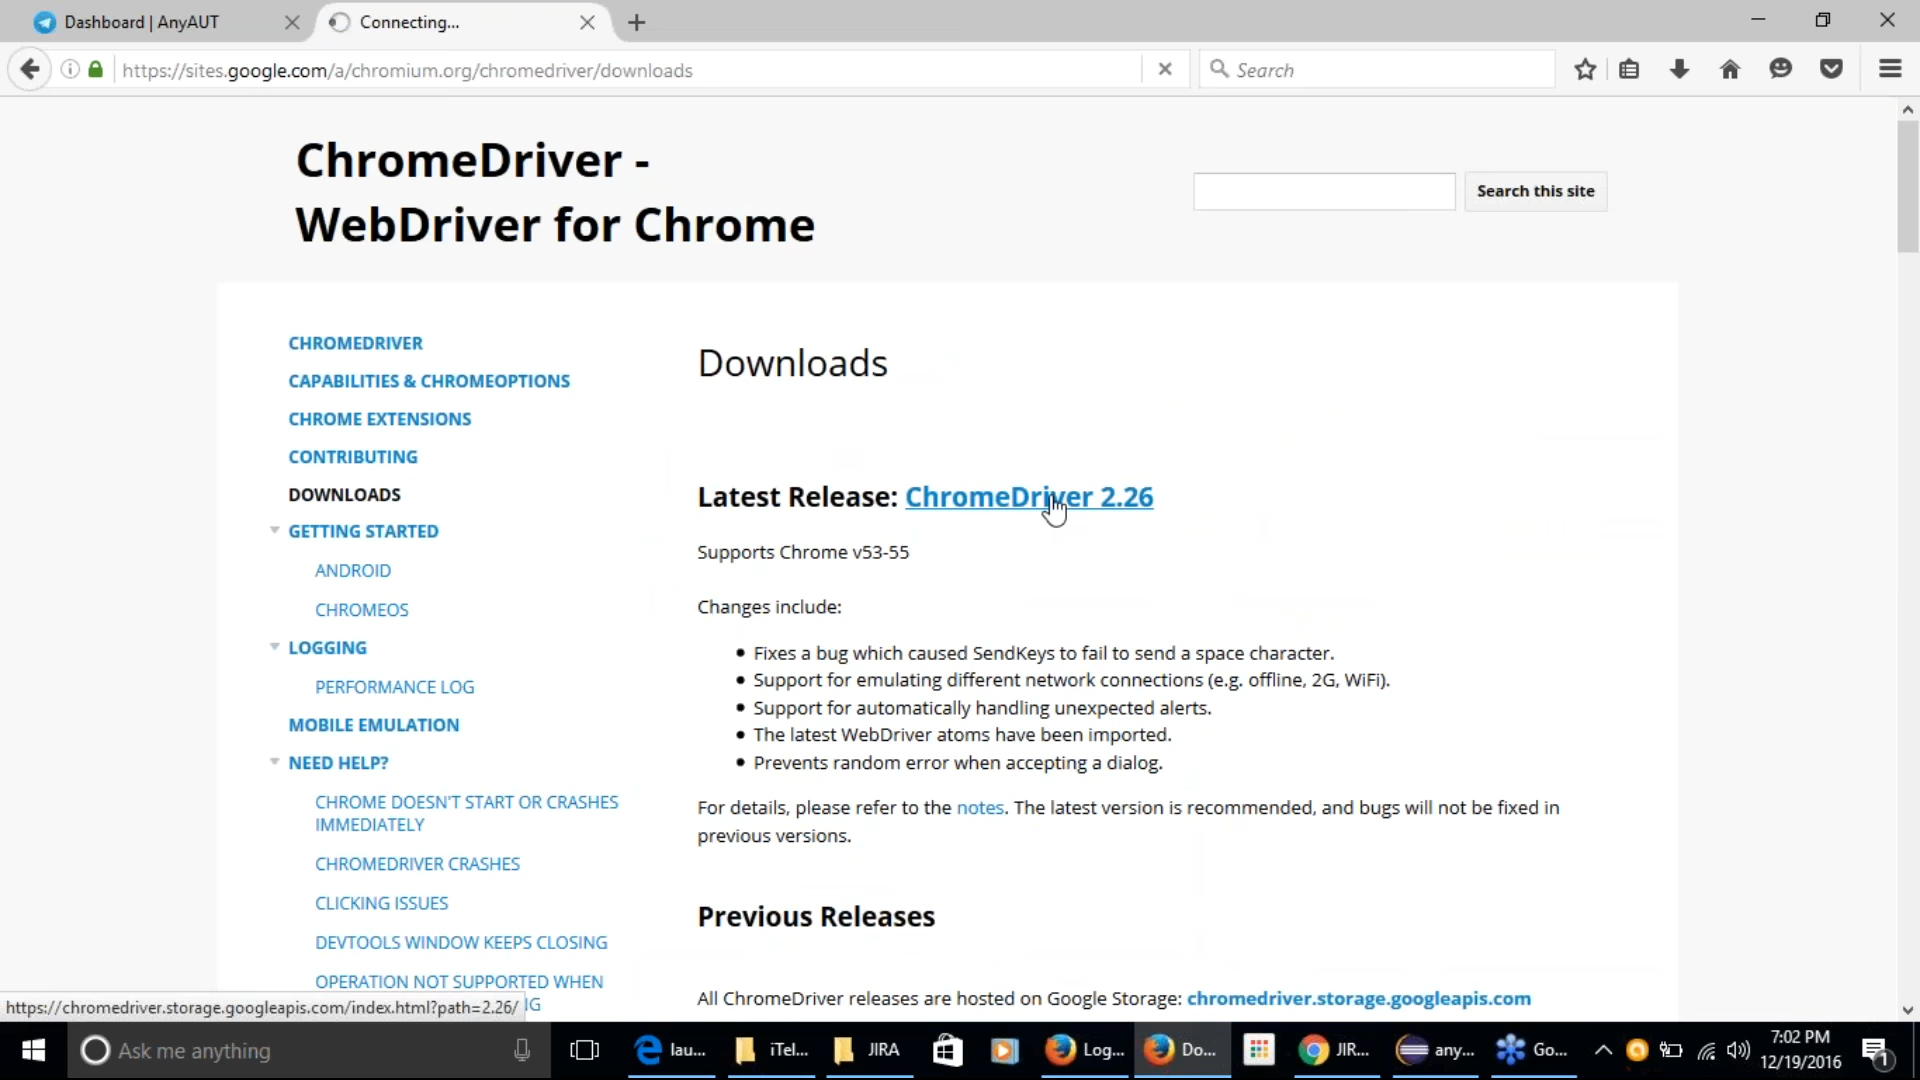 Dashboard | AnyAUT
Connecting...
https://sites.google.com/a/chromium.org/chromedriver/downloads
Search
ChromeDriver -
WebDriver for Chrome
Search this site
CHROMEDRIVER
CAPABILITIES & CHROMEOPTIONS
CHROME EXTENSIONS
CONTRIBUTING
DOWNLOADS
GETTING STARTED
ANDROID
CHROMEOS
LOGGING
PERFORMANCE LOG
MOBILE EMULATION
NEED HELP?
CHROME DOESN'T START OR CRASHES
IMMEDIATELY
CHROMEDRIVER CRASHES
CLICKING ISSUES
DEVTOOLS WINDOW KEEPS CLOSING
OPERATION NOT SUPPORTED WHEN
Downloads
Latest Release: ChromeDriver 2.26
Supports Chrome v53-55
Changes include:
Fixes a bug which caused SendKeys to fail to send a space character.
Support for emulating different network connections (e.g. offline, 2G, WiFi).
Support for automatically handling unexpected alerts.
The latest WebDriver atoms have been imported.
Prevents random error when accepting a dialog.
For details, please refer to the notes. The latest version is recommended, and bugs will not be fixed in
previous versions.
Previous Releases
All ChromeDriver releases are hosted on Google Storage: chromedriver.storage.googleapis.com
https://chromedriver.storage.googleapis.com/index.html?path=2.26/
Ask me anything
lau...
iTel...
JIRA
Log...
Do...
JIR...
any...
Go...
7:02 PM
12/19/2016
1